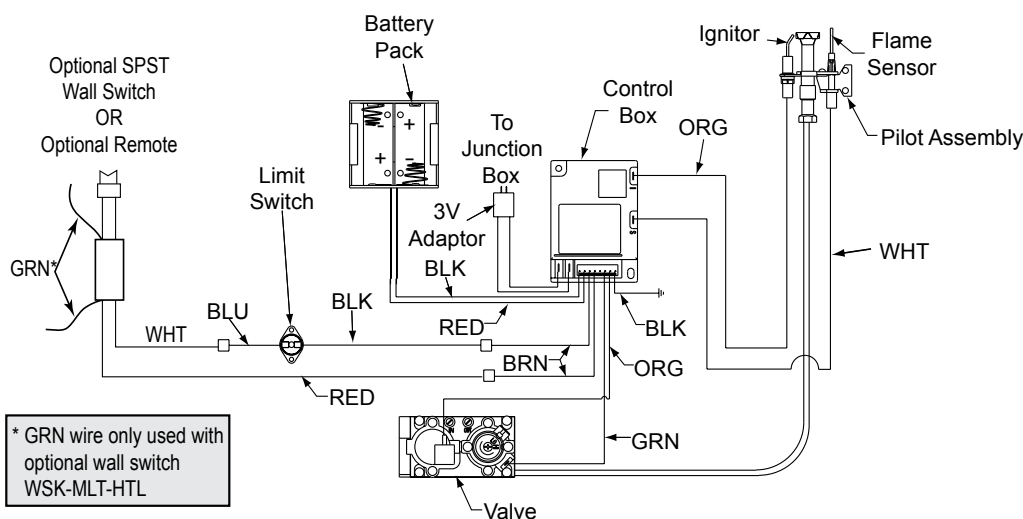 Battery
Pack
Ignitor
Flame
Sensor
Optional SPST
Wall Switch
OR
Optional Remote
Control
Box
To
Junction
Box
ORG
Pilot Assembly
Limit
Switch
3V
Adaptor
GRN*
WHT
BLK
BLU
BLK
RED
BLK
WHT
BRN
ORG
RED
* GRN wire only used with
optional wall switch
WSK-MLT-HTL
GRN
Valve
+
-
+
-
I
S